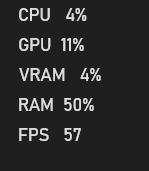 CPU 4%
GPU 11%
VRAM 4%
RAM 50%
FPS 57